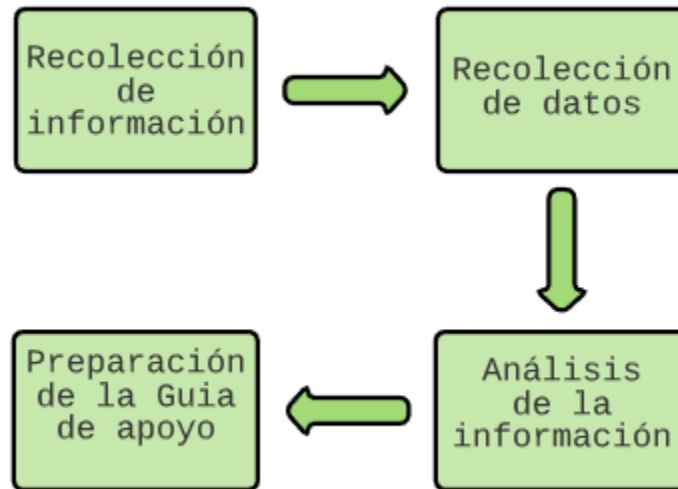 Recolección
de
información
Recolección
de datos
Análisis
de la
información
Preparación
de la Guia
de apoyo